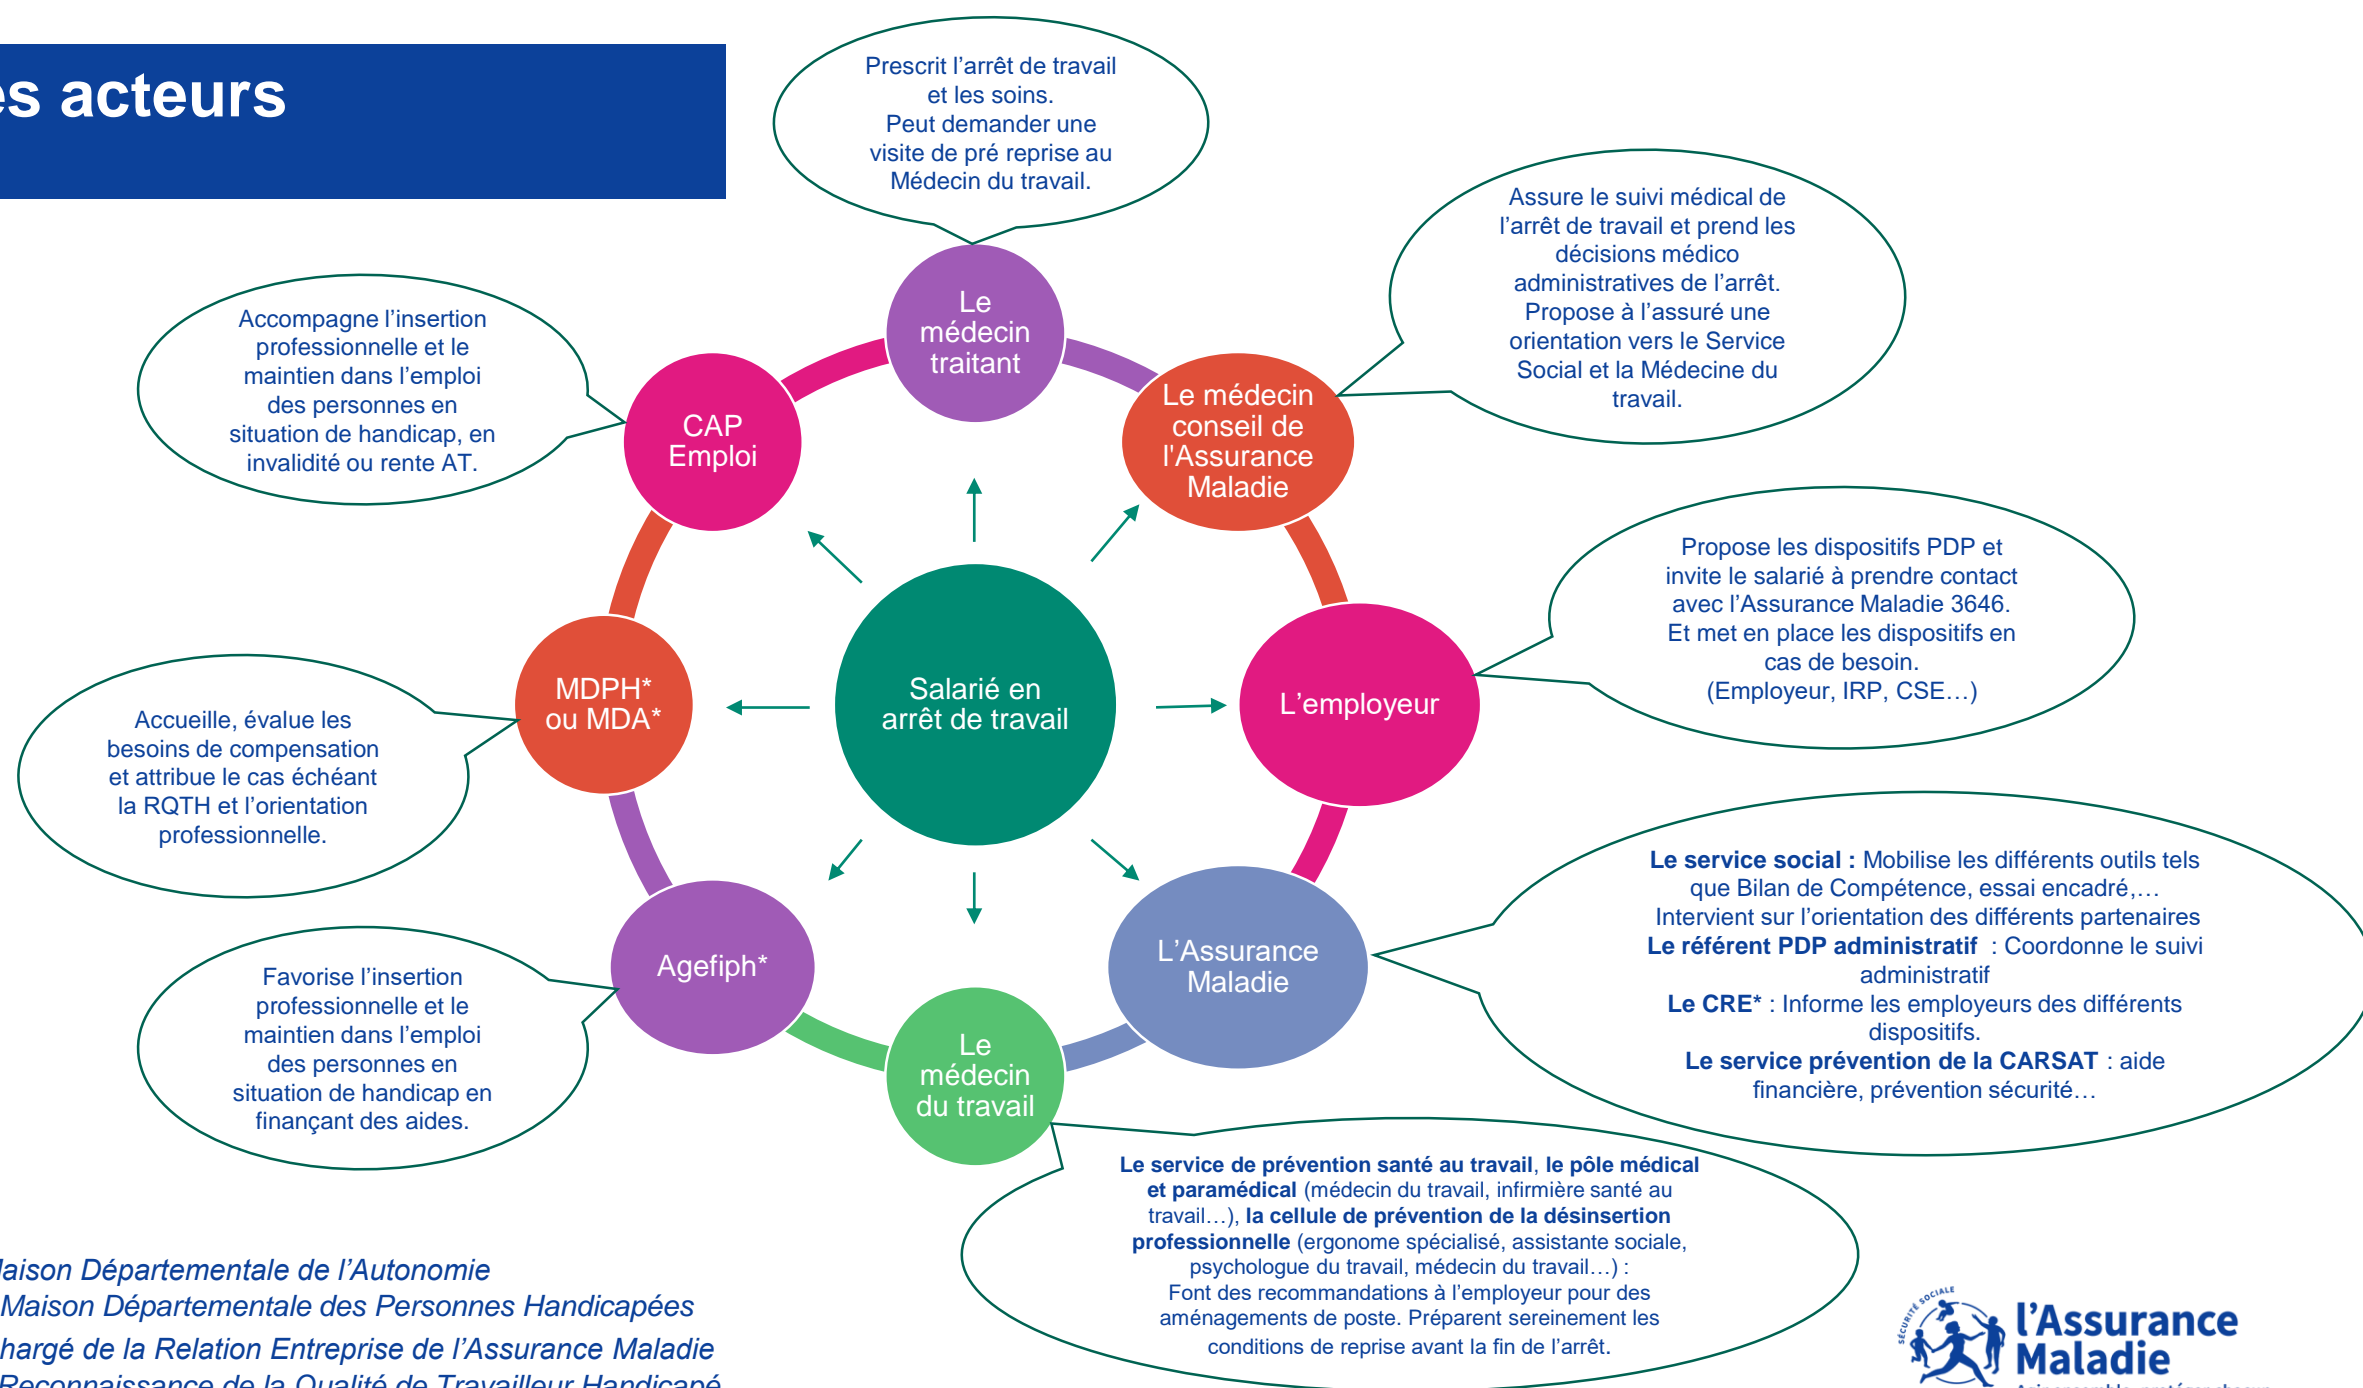 es acteurs
Prescrit l’arrêt de travail
et les soins.
Peut demander une
visite de pré reprise au
Médecin du travail.
Assure le suivi médical de
l’arrêt de travail et prend les
décisions médico
administratives de l’arrêt.
Propose à l’assuré une
orientation vers le Service
Social et la Médecine du
travail.
Accompagne l’insertion
professionnelle et le
maintien dans l’emploi
des personnes en
situation de handicap, en
invalidité ou rente AT.
Le
médecin
traitant
Le médecin
conseil de
l'Assurance
Maladie
CAP
Emploi
Propose les dispositifs PDP et
invite le salarié à prendre contact
avec l’Assurance Maladie 3646.
Et met en place les dispositifs en
cas de besoin.
(Employeur, IRP, CSE…)
MDPH*
ou MDA*
Salarié en
arrêt de travail
L’employeur
Accueille, évalue les
besoins de compensation
et attribue le cas échéant
la RQTH et l’orientation
professionnelle.
Le service social : Mobilise les différents outils tels
que Bilan de Compétence, essai encadré,…
Intervient sur l’orientation des différents partenaires
Le référent PDP administratif : Coordonne le suivi
administratif
Le CRE* : Informe les employeurs des différents
dispositifs.
Le service prévention de la CARSAT : aide
financière, prévention sécurité…
Agefiph*
L’Assurance
Maladie
Favorise l’insertion
professionnelle et le
maintien dans l’emploi
des personnes en
situation de handicap en
finançant des aides.
Le
médecin
du travail
Le service de prévention santé au travail, le pôle médical
et paramédical (médecin du travail, infirmière santé au
travail…), la cellule de prévention de la désinsertion
professionnelle (ergonome spécialisé, assistante sociale,
psychologue du travail, médecin du travail…) :
Font des recommandations à l’employeur pour des
aménagements de poste. Préparent sereinement les
conditions de reprise avant la fin de l’arrêt.
aison Départementale de l’Autonomie
Maison Départementale des Personnes Handicapées
hargé de la Relation Entreprise de l’Assurance Maladie
Reconnaissance de la Qualité de Travailleur Handicapé
SÉCURITÉ SOCIALE
l’Assurance
Maladie